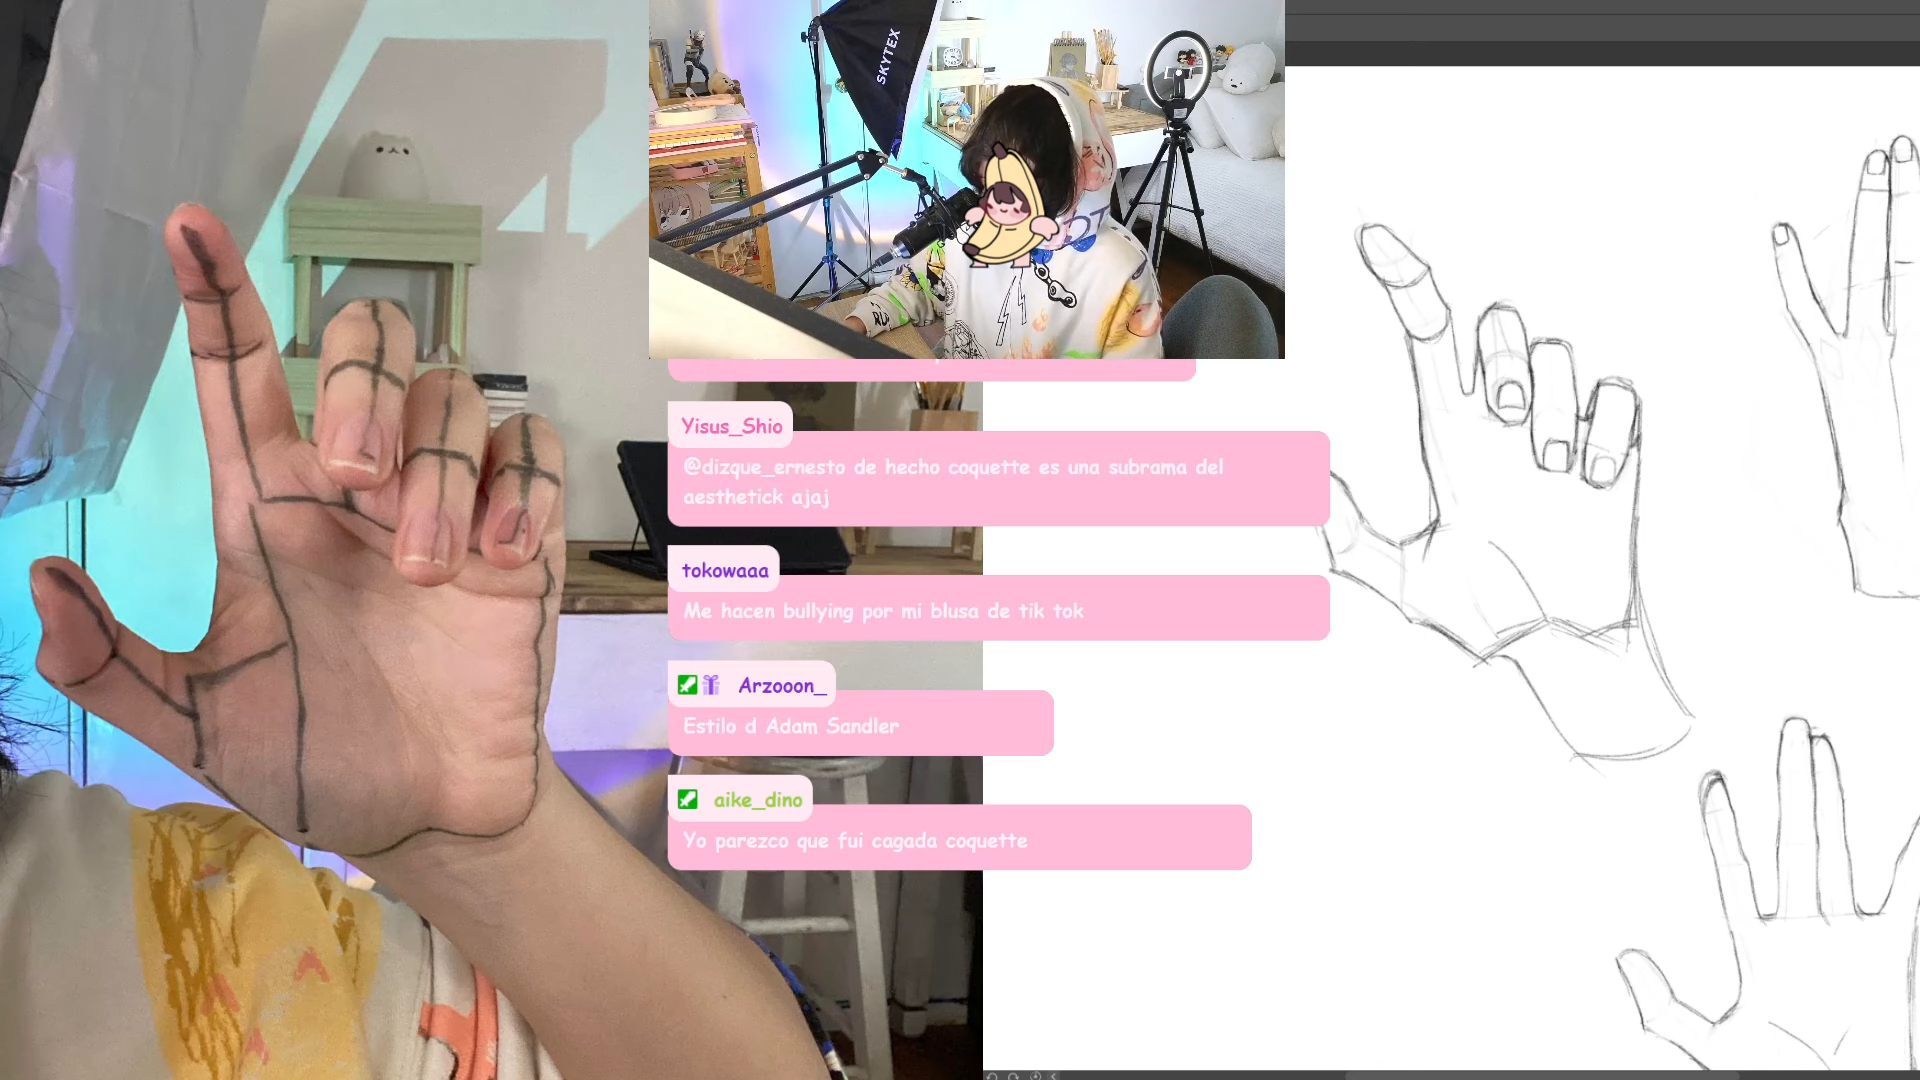 SKYTEX
Yisus_Shio
@dizque_ernesto de hecho coquette es una subrama del
aesthetick ajaj
tokowaaa
Me hacen bullying por mi blusa de tik tok
Arzooon_
Estilo d Adam Sandler
aike_dino
Yo parezco que fui cagada coquette